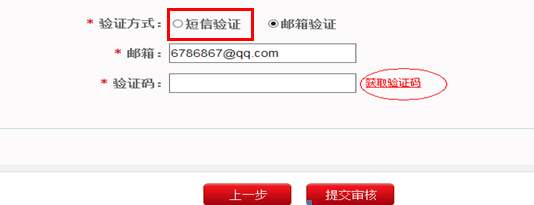 * 验证方式： 短信验证 邮箱验证
* 邮箱： 6786867@qq.com
* 验证码： 获取验证码
上一步 提交审核